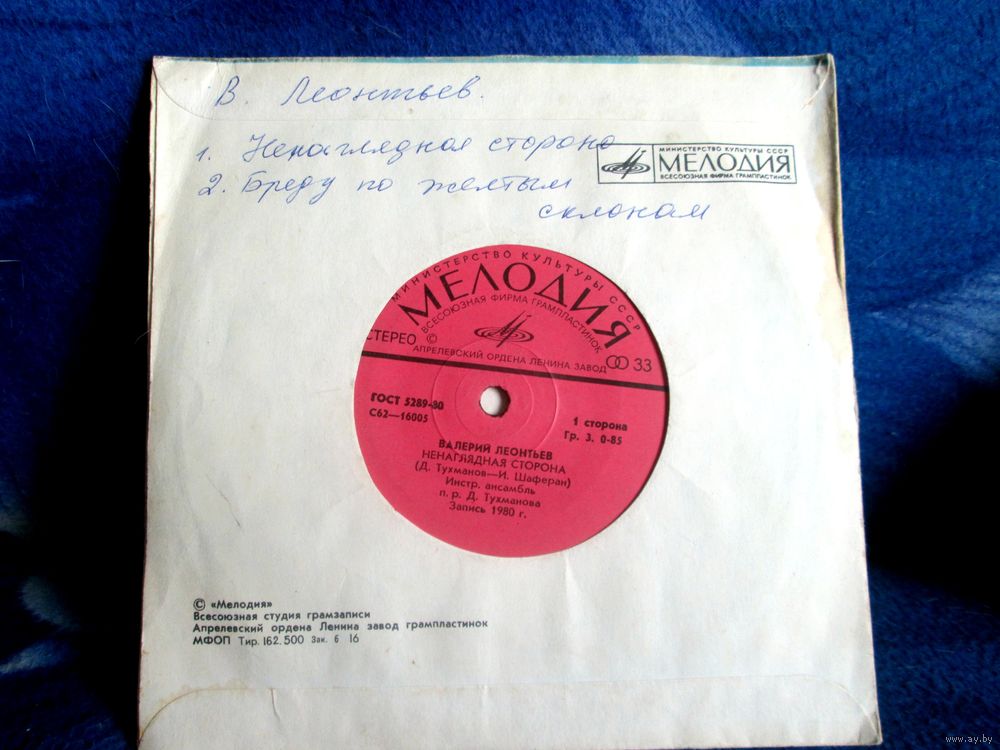 В. Леонтьев.
1. Ненаглядная сторона
2. Бреду по желтым
склонам
МИНИСТЕРСТВО КУЛЬТУРЫ СССР
МЕЛОДИЯ
ВСЕСОЮЗНАЯ ФИРМА ГРАМПЛАСТИНОК
МИНИСТЕРСТВО КУЛЬТУРЫ СССР
МЕЛОДИЯ
ВСЕСОЮЗНАЯ ФИРМА ГРАМПЛАСТИНОК
СТЕРЕО ©
АПРЕЛЕВСКИЙ ОРДЕНА ЛЕНИНА ЗАВОД
33
ГОСТ 5289-80
С62—16005
1 сторона
Гр. 3. 0-85
ВАЛЕРИЙ ЛЕОНТЬЕВ
НЕНАГЛЯДНАЯ СТОРОНА
(Д. Тухманов—И. Шаферан)
Инстр. ансамбль
п. р. Д. Тухманова
Запись 1980 г.
© «Мелодия»
Всесоюзная студия грамзаписи
Апрелевский ордена Ленина завод грампластинок
МФОП Тир. 162.500 Зак. 6 16
www.ay.by